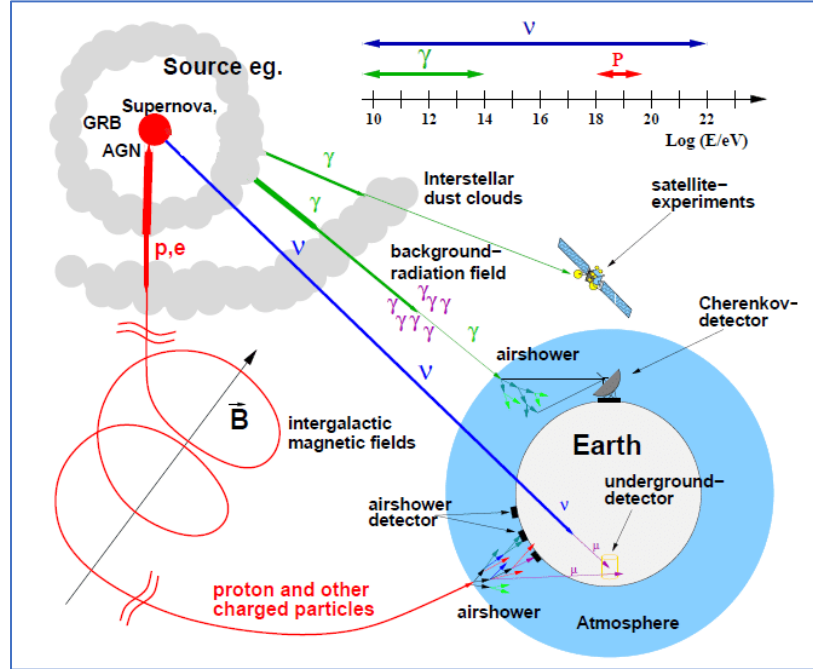 ν
γ
P
10 12 14 16 18 20 22
Log (E/eV)
Source eg.
Supernova,
GRB
AGN
p,e
γ
γ
ν
Interstellar
dust clouds
satellite−
experiments
background−
radiation field
γγγ
γγγγ
γ
ν
Cherenkov−
detector
airshower
B
intergalactic
magnetic fields
Earth
underground−
detector
airshower
detector
ν
μ
μ
proton and other
charged particles
airshower
Atmosphere